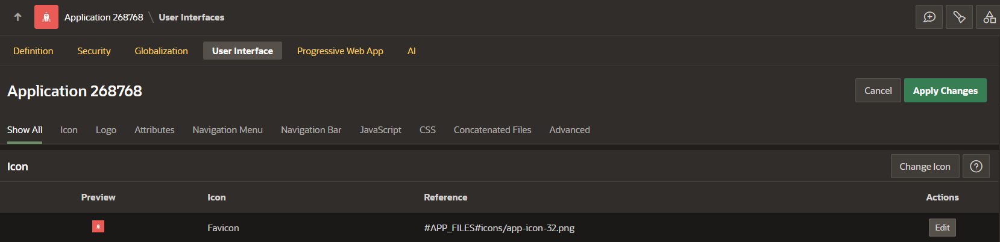 Application 268768 \ User Interfaces
Definition Security Globalization User Interface Progressive Web App AI
Application 268768 Cancel Apply Changes
Show All Icon Logo Attributes Navigation Menu Navigation Bar JavaScript CSS Concatenated Files Advanced
Icon Change Icon ?
Preview Icon Reference Actions
Favicon #APP_FILES#icons/app-icon-32.png Edit